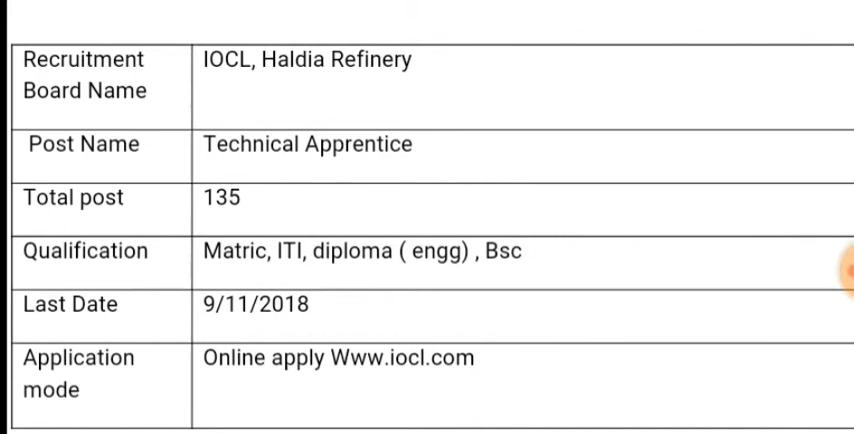 Recruitment Board Name IOCL, Haldia Refinery
Post Name Technical Apprentice
Total post 135
Qualification Matric, ITI, diploma ( engg) , Bsc
Last Date 9/11/2018
Application mode Online apply Www.iocl.com